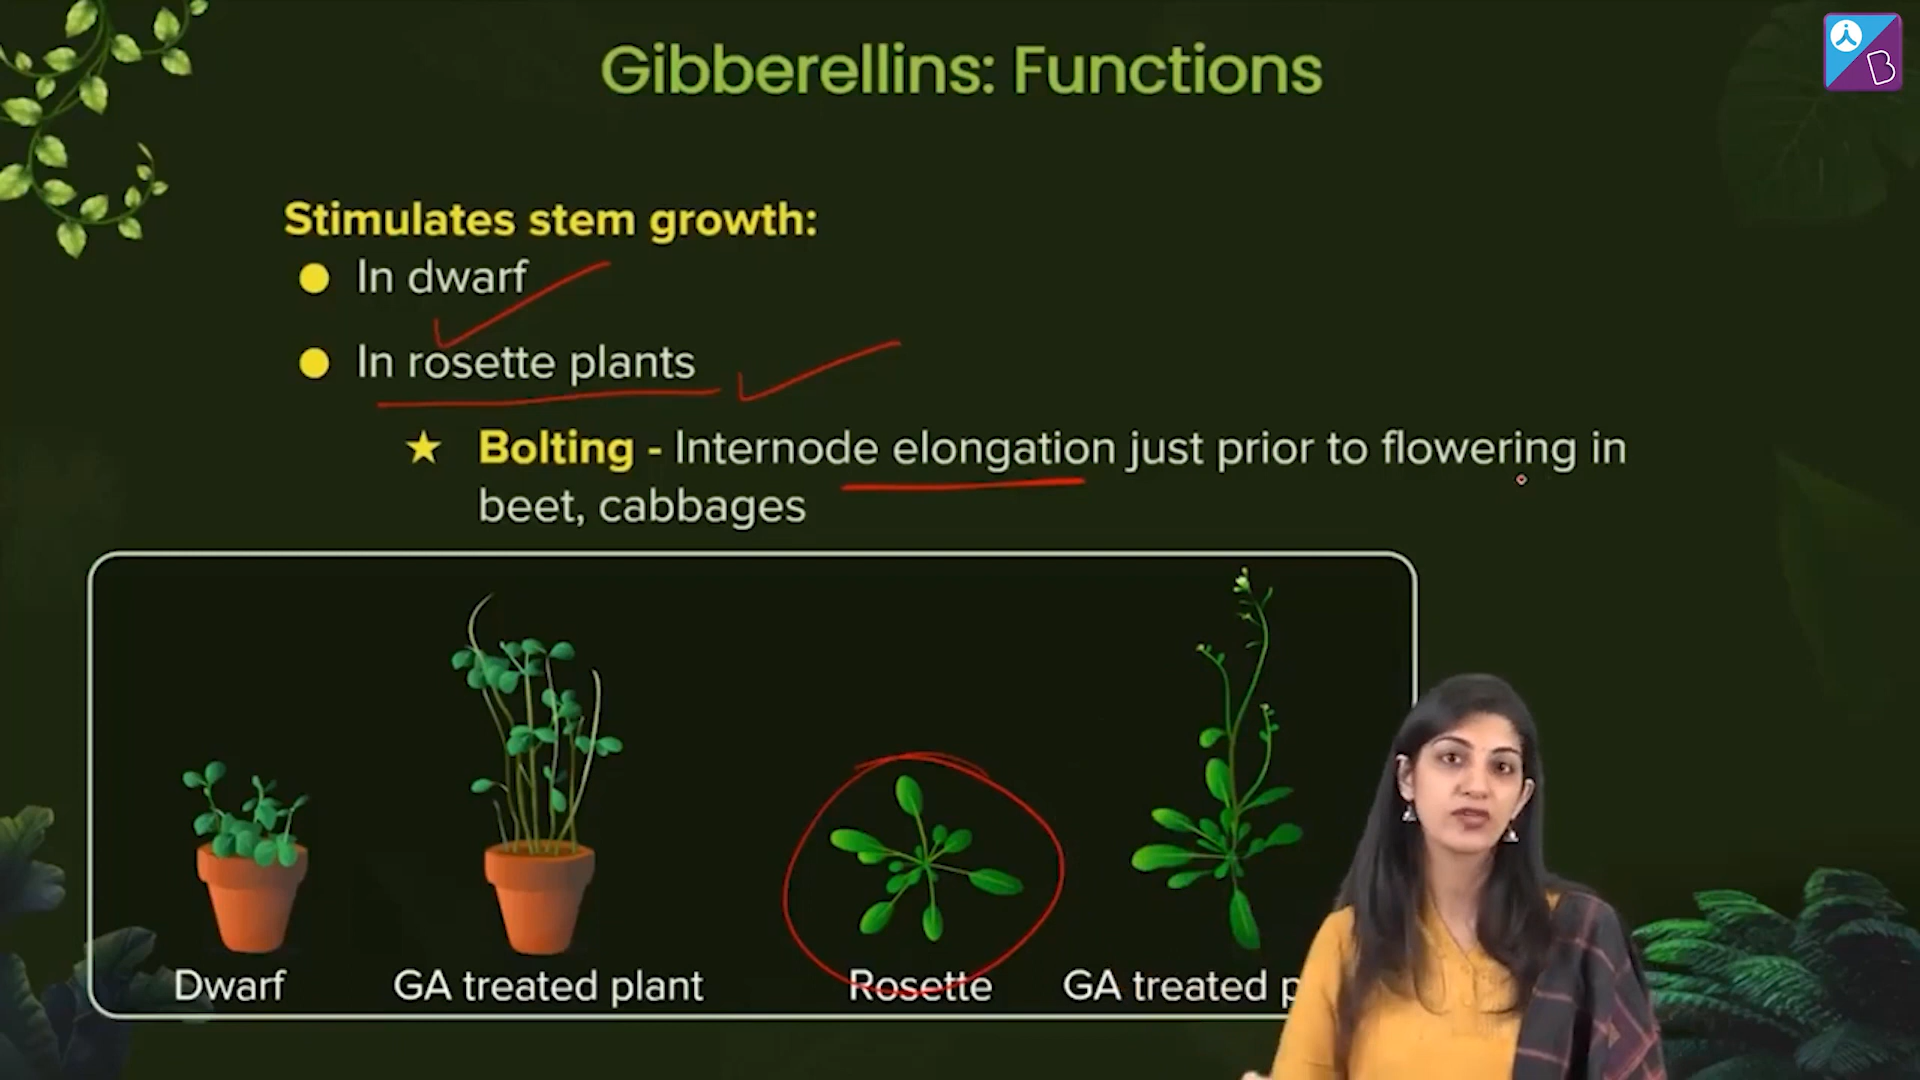 Gibberellins: Functions
Stimulates stem growth:
In dwarf
In rosette plants
Bolting - Internode elongation just prior to flowering in
beet, cabbages
Dwarf
GA treated plant
Rosette
GA treated p
B